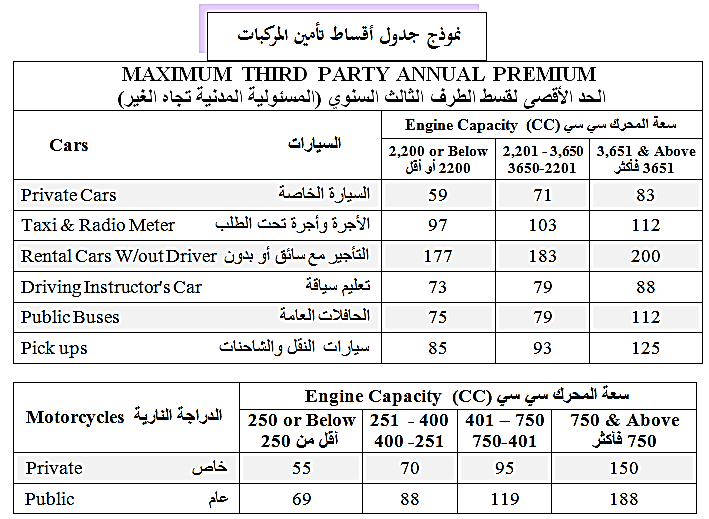 نموذج جدول أقساط تأمين المركبات
MAXIMUM THIRD PARTY ANNUAL PREMIUM
الحد الأقصى لقسط الطرف الثالث السنوي (المسئولية المدنية تجاه الغير)
Cars السيارات
Engine Capacity (CC) سعة المحرك سي سي
2,200 or Below 2,201 - 3,650 3,651 & Above
2200 أو أقل 3650-2201 3651 فأكثر
Private Cars السيارة الخاصة 59 71 83
Taxi & Radio Meter الأجرة وأجرة تحت الطلب 97 103 112
Rental Cars W/out Driver التأجير مع سائق أو بدون 177 183 200
Driving Instructor's Car تعليم سياقة 73 79 88
Public Buses الحافلات العامة 75 79 112
Pick ups سيارات النقل والشاحنات 85 93 125
Motorcycles الدراجة النارية
Engine Capacity (CC) سعة المحرك سي سي
250 or Below 251 - 400 401 – 750 750 & Above
أقل من 250 400 -251 750-401 750 فأكثر
Private خاص 55 70 95 150
Public عام 69 88 119 188